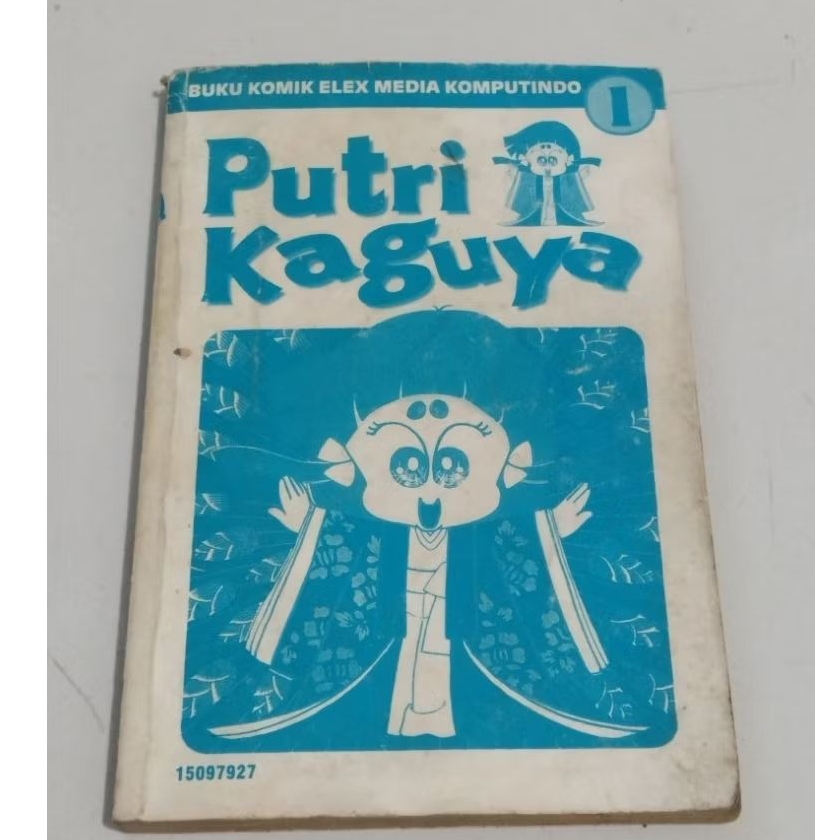 BUKU KOMIK ELEX MEDIA KOMPUTINDO
1
Putri
Kaguya
15097927